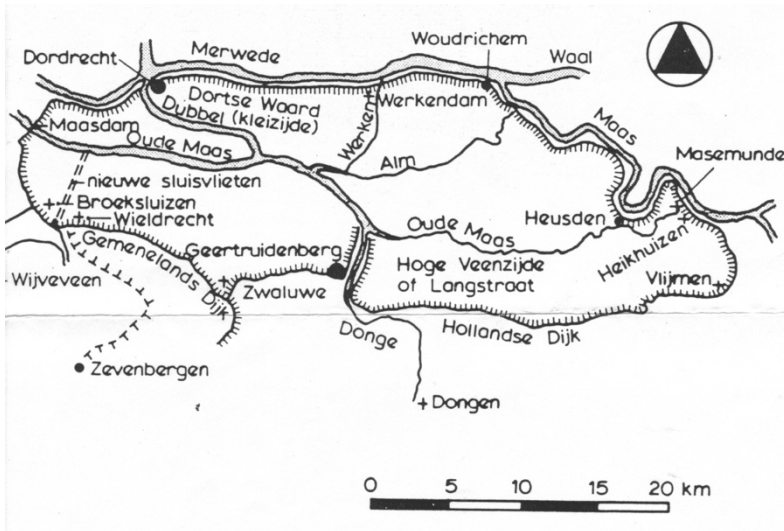 Merwede
Woudrichem
Waal
Dordrecht
Dortse Waard
Dubbel (kleizijde)
Werken
Werkendam
Maas
Maasdam
Oude Maas
Alm
Masemunde
nieuwe sluisvlieten
Broeksluizen
Wieldrecht
Oude Maas
Heusden
Heikhuizen
Geertruidenberg
Gemenelands Dijk
Hoge Veenzijde
of Langstraat
Vlijmen
Wijveveen
Zwaluwe
Donge
Hollandse Dijk
Zevenbergen
Dongen
0 5 10 15 20 km